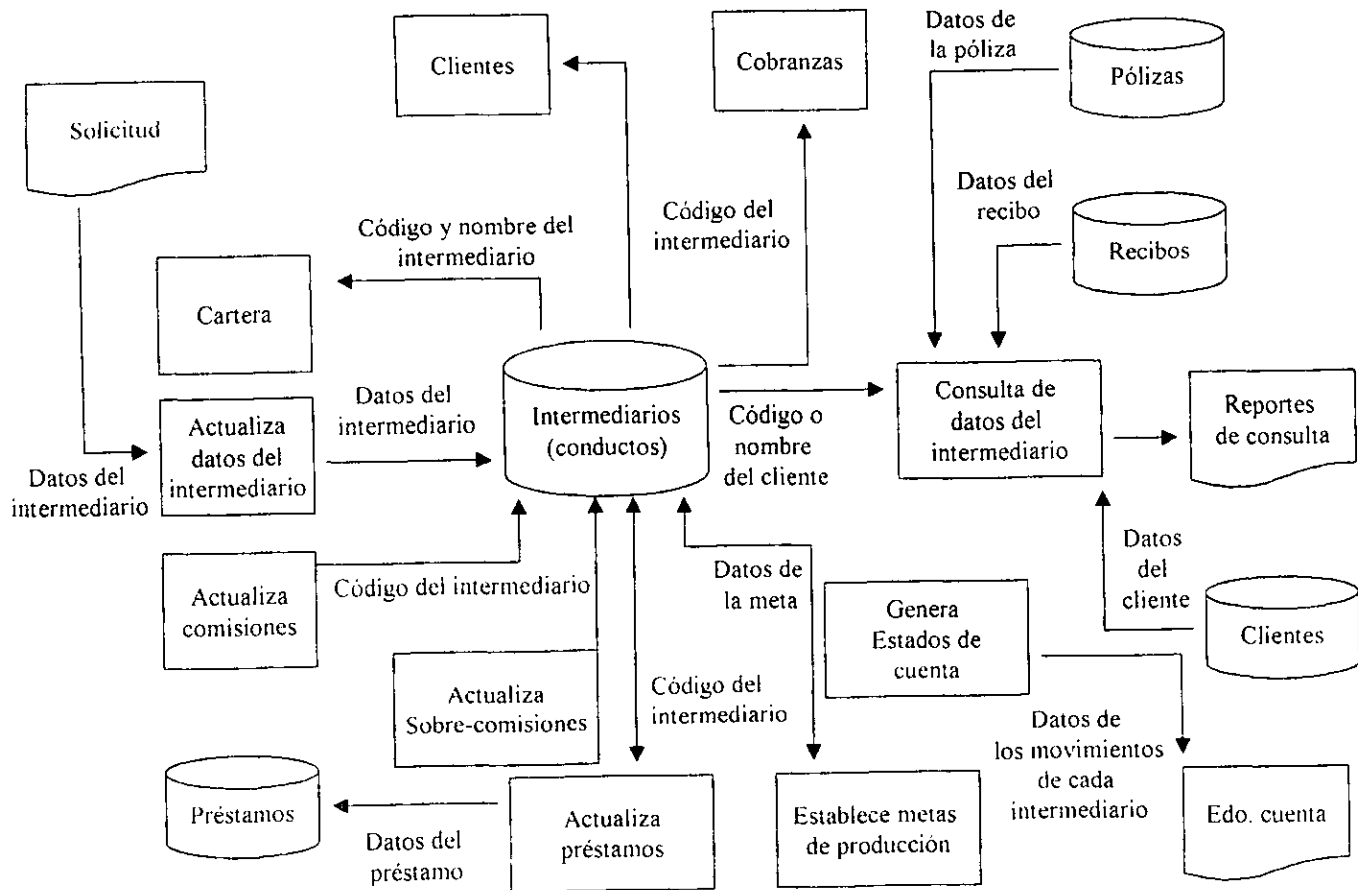 Datos de
la póliza
Clientes
Cobranzas
Pólizas
Solicitud
Datos del
recibo
Código y nombre del
intermediario
Código del
intermediario
Recibos
Cartera
Datos del
intermediario
Intermediarios
(conductos)
Código o
nombre
del cliente
Consulta de
datos del
intermediario
Reportes
de consulta
Actualiza
datos del
intermediario
Datos del
intermediario
Actualiza
comisiones
Código del intermediario
Datos de
la meta
Genera
Estados de
cuenta
Datos
del
cliente
Clientes
Actualiza
Sobre-comisiones
Código del
intermediario
Datos de
los movimientos
de cada
intermediario
Préstamos
Datos del
préstamo
Actualiza
préstamos
Establece metas
de producción
Edo. cuenta